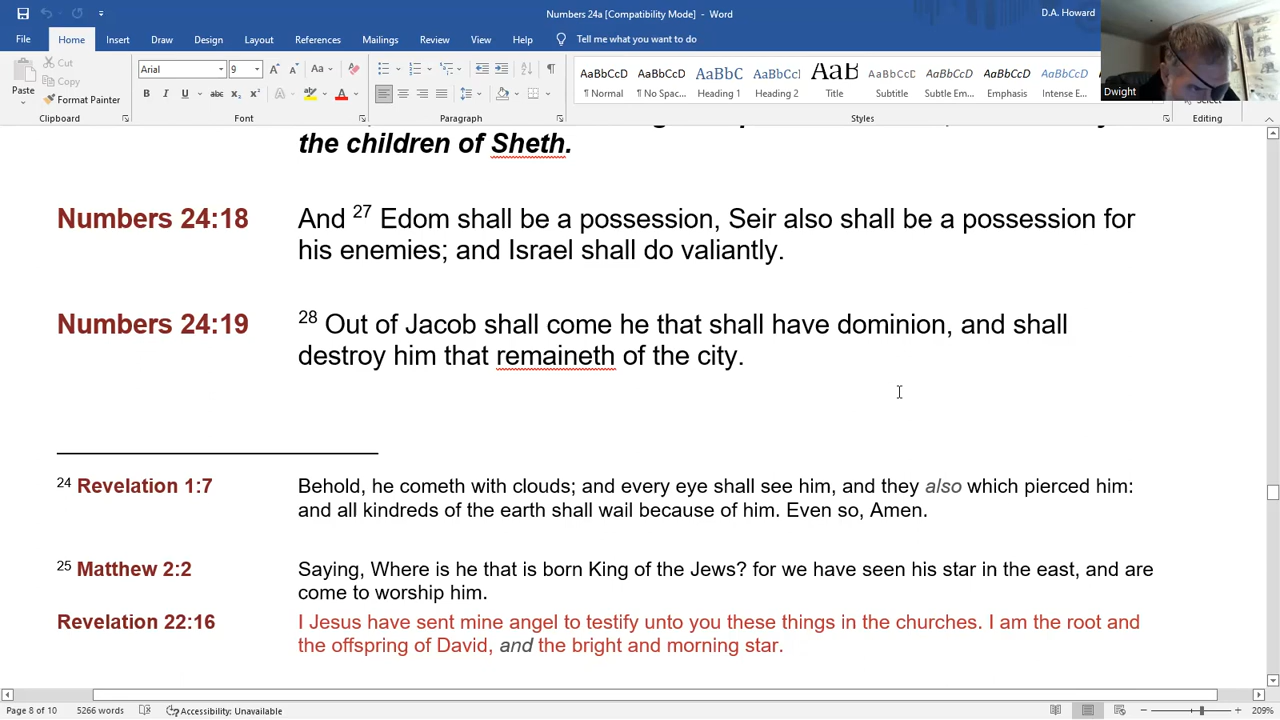 Numbers 24a [Compatibility Mode] - Word
D.A. Howard
File Home Insert Draw Design Layout References Mailings Review View Help Tell me what you want to do
Paste
Cut
Copy
Format Painter
Arial 9
AaBbCcD AaBbCcD AaBbC AaBbCcI AaB AaBbCcD AaBbCcD AaBbCcD AaBbCcD
¶ Normal ¶ No Spac... Heading 1 Heading 2 Title Subtitle Subtle Em... Emphasis Intense E...
Dwight
Clipboard Font Paragraph Styles Editing
the children of Sheth.
Numbers 24:18 And 27 Edom shall be a possession, Seir also shall be a possession for
his enemies; and Israel shall do valiantly.
Numbers 24:19 28 Out of Jacob shall come he that shall have dominion, and shall
destroy him that remaineth of the city.
24 Revelation 1:7 Behold, he cometh with clouds; and every eye shall see him, and they also which pierced him:
and all kindreds of the earth shall wail because of him. Even so, Amen.
25 Matthew 2:2 Saying, Where is he that is born King of the Jews? for we have seen his star in the east, and are
come to worship him.
Revelation 22:16 I Jesus have sent mine angel to testify unto you these things in the churches. I am the root and
the offspring of David, and the bright and morning star.
Page 8 of 10 5266 words Accessibility: Unavailable 209%